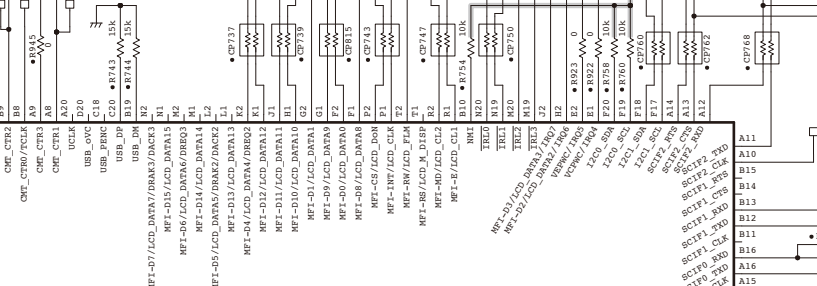 R945
0
15k
R743
R744
15k
CP737
CP739
CP815
CP743
CP747
10k
R754
CP750
0
R923
0
R922
10k
R758
10k
R760
CP760
CP762
CP768
B9
B8
A9
A8
A20
D20
C18
C20
B19
N2
N1
M2
M1
L2
L1
K2
K1
J1
H1
G2
G1
F2
F1
P2
P1
T2
T1
R2
R1
B10
N20
N19
M20
M19
J2
H2
E2
E1
F20
F19
F18
F17
A14
A13
A12
CMT_CTR2
CMT_CTR0/TCLK
CMT_CTR3
CMT_CTR1
UCLK
USB_OVC
USB_PENC
USB_DP
USB_DM
MFI-D7/LCD_DATA7/DRAK3/DACK3
MFI-D15/LCD_DATA15
MFI-D6/LCD_DATA6/DREQ3
MFI-D14/LCD_DATA14
MFI-D5/LCD_DATA5/DRAK2/DACK2
MFI-D13/LCD_DATA13
MFI-D4/LCD_DATA4/DREQ2
MFI-D12/LCD_DATA12
MFI-D11/LCD_DATA11
MFI-D10/LCD_DATA10
MFI-D1/LCD_DATA1
MFI-D9/LCD_DATA9
MFI-D0/LCD_DATA0
MFI-D8/LCD_DATA8
MFI-CS/LCD_DON
MFI-INT/LCD_CLK
MFI-RW/LCD_FLM
MFI-RS/LCD_M_DISP
MFI-MD/LCD_CL2
MFI-E/LCD_CL1
NMI
IRL0
IRL1
IRL2
IRL3
MFI-D3/LCD_DATA3/IRQ7
MFI-D2/LCD_DATA2/IRQ6
VEPWC/IRQ5
VCPWC/IRQ4
I2C0_SDA
I2C0_SCL
I2C1_SDA
I2C1_SCL
SCIF2_RTS
SCIF2_CTS
SCIF2_RXD
SCIF2_TXD
SCIF2_CLK
SCIF1_RTS
SCIF1_CTS
SCIF1_RXD
SCIF1_TXD
SCIF1_CLK
SCIF0_RXD
SCIF0_TXD
A11
A10
B15
B14
B13
B12
B11
B16
A16
A15